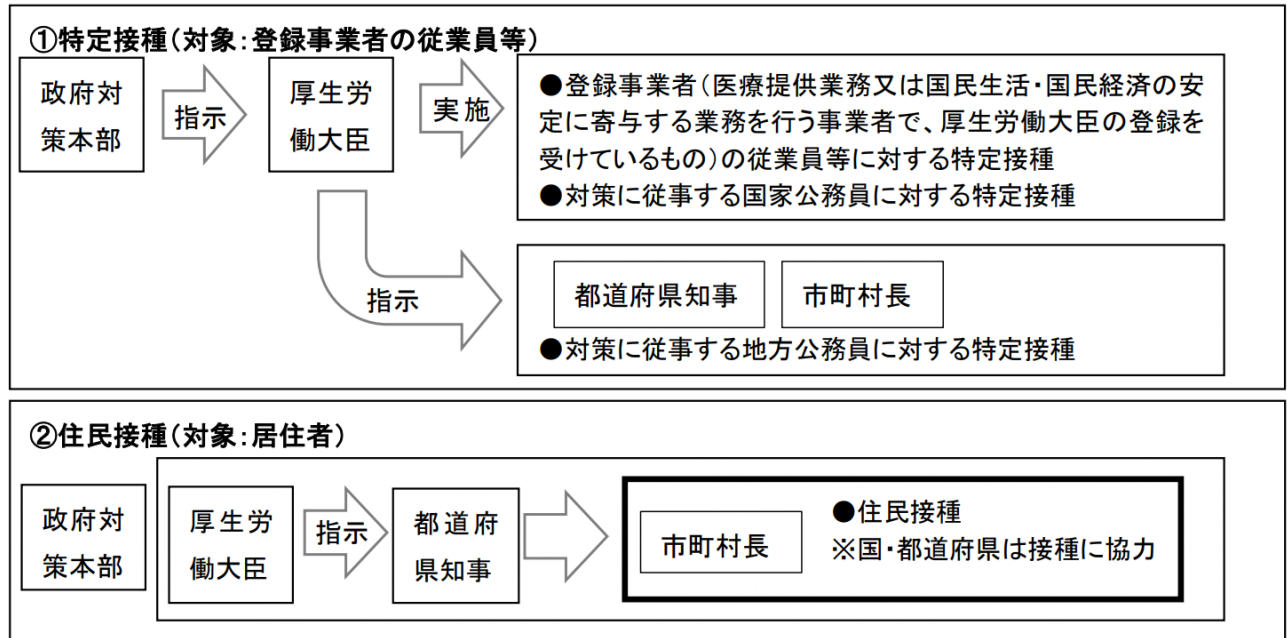 ①特定接種(対象:登録事業者の従業員等)
政府対
策本部
指示
厚生労
働大臣
実施
●登録事業者(医療提供業務又は国民生活・国民経済の安
定に寄与する業務を行う事業者で、厚生労働大臣の登録を
受けているもの)の従業員等に対する特定接種
●対策に従事する国家公務員に対する特定接種
指示
都道府県知事
市町村長
●対策に従事する地方公務員に対する特定接種
②住民接種(対象:居住者)
政府対
策本部
厚生労
働大臣
指示
都道府
県知事
市町村長
●住民接種
※国・都道府県は接種に協力